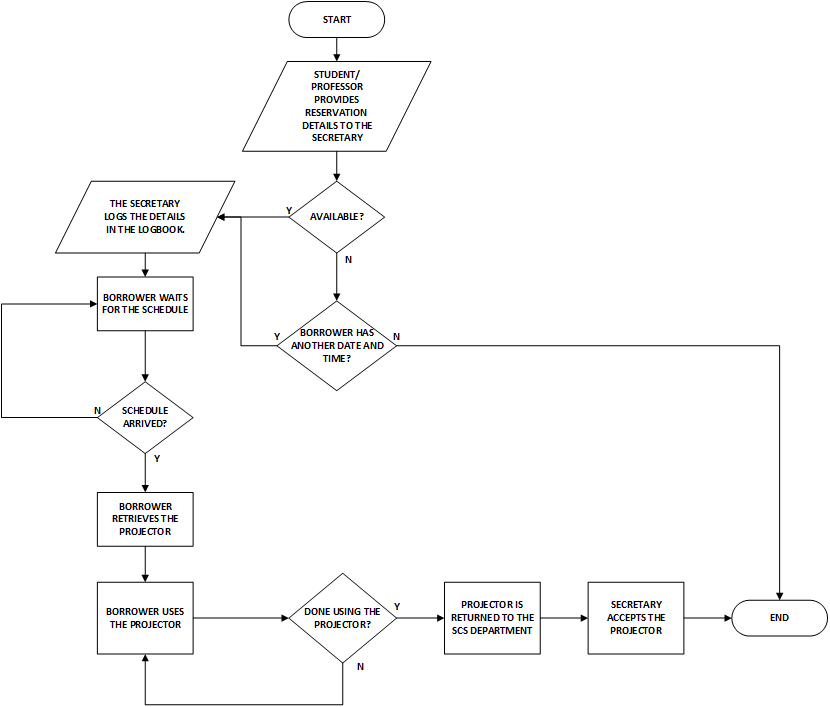 START
STUDENT/
PROFESSOR
PROVIDES
RESERVATION
DETAILS TO THE
SECRETARY
THE SECRETARY
LOGS THE DETAILS
IN THE LOGBOOK.
Y
AVAILABLE?
N
BORROWER WAITS
FOR THE SCHEDULE
Y
BORROWER HAS
ANOTHER DATE AND
TIME?
N
N
SCHEDULE
ARRIVED?
Y
BORROWER
RETRIEVES THE
PROJECTOR
BORROWER USES
THE PROJECTOR
DONE USING THE
PROJECTOR?
Y
N
PROJECTOR IS
RETURNED TO THE
SCS DEPARTMENT
SECRETARY
ACCEPTS THE
PROJECTOR
END